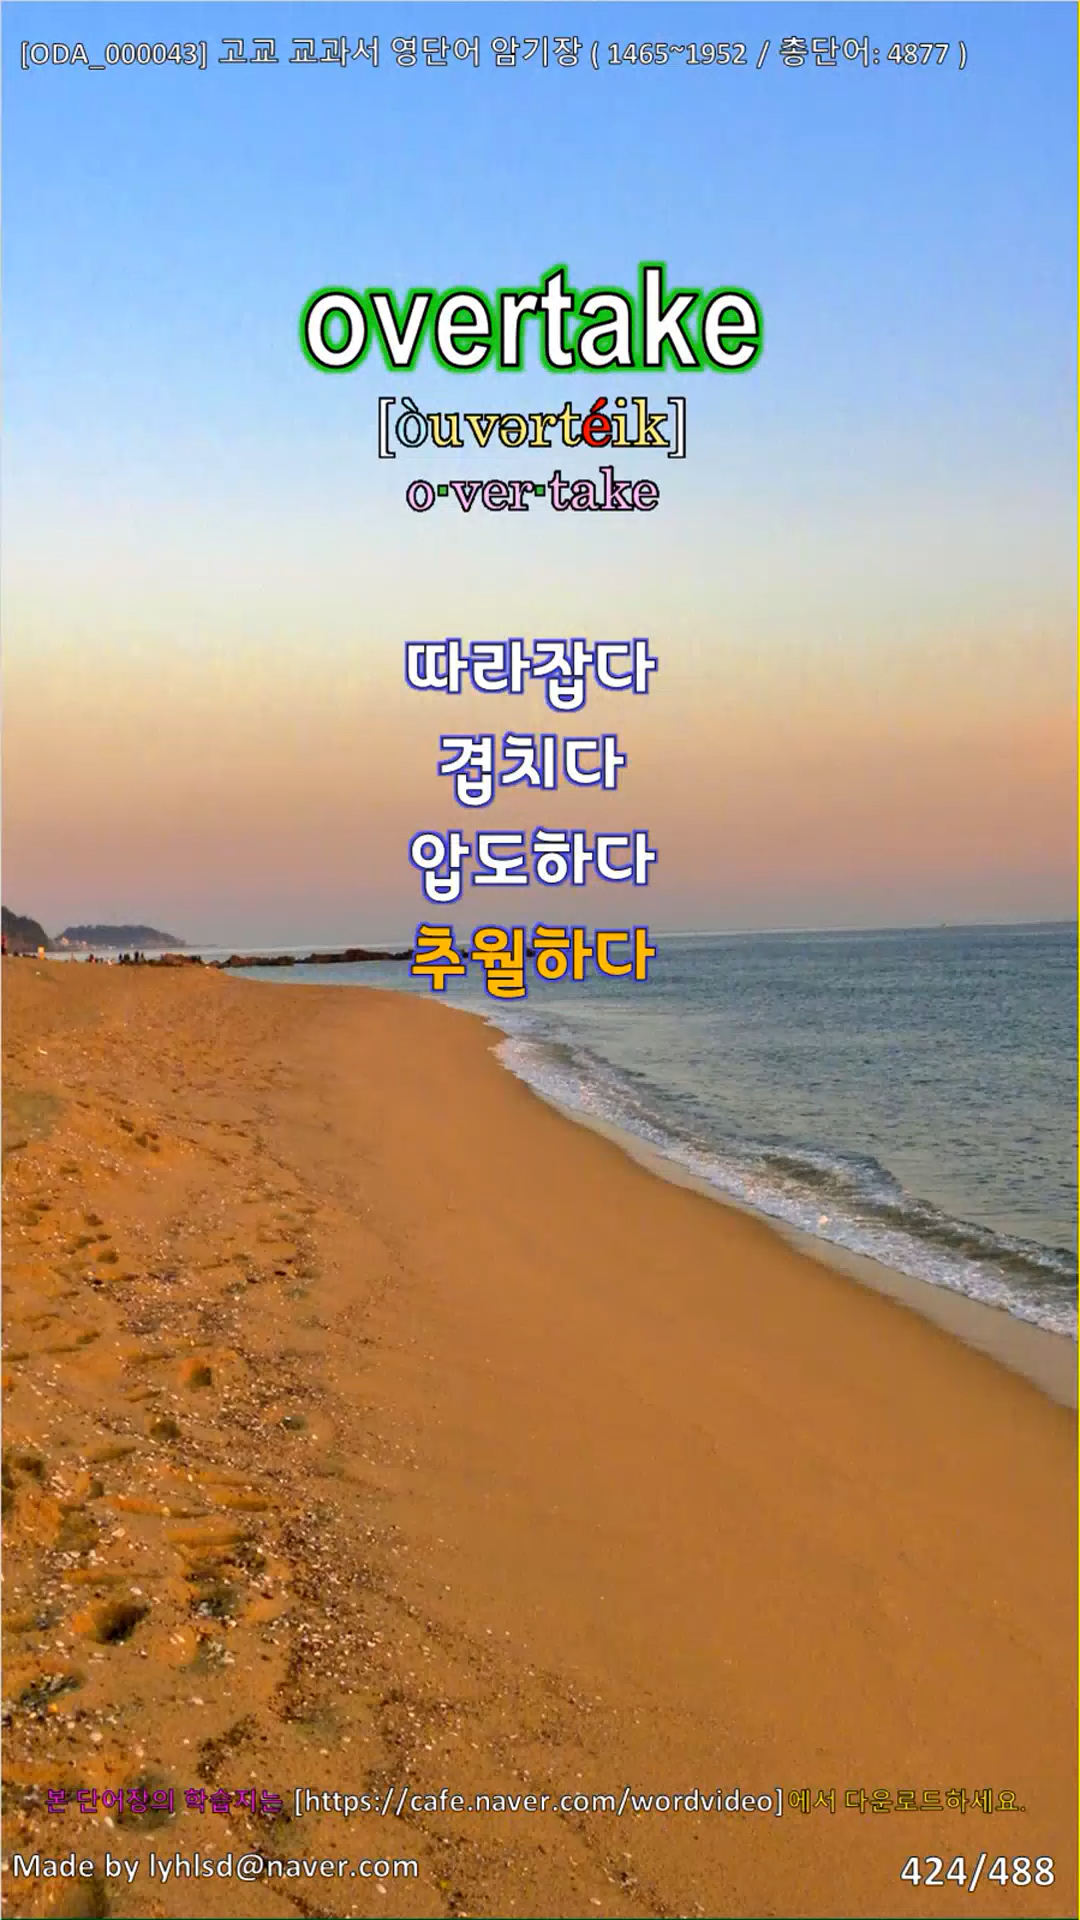 [ODA_000043] 고교 교과서 영단어 암기장 ( 1465~1952 / 총단어: 4877 )
overtake
[òuvərtéik]
o·ver·take
따라잡다
겹치다
압도하다
추월하다
본 단어장의 학습지는 [https://cafe.naver.com/wordvideo]에서 다운로드하세요.
Made by lyhlsd@naver.com
424/488